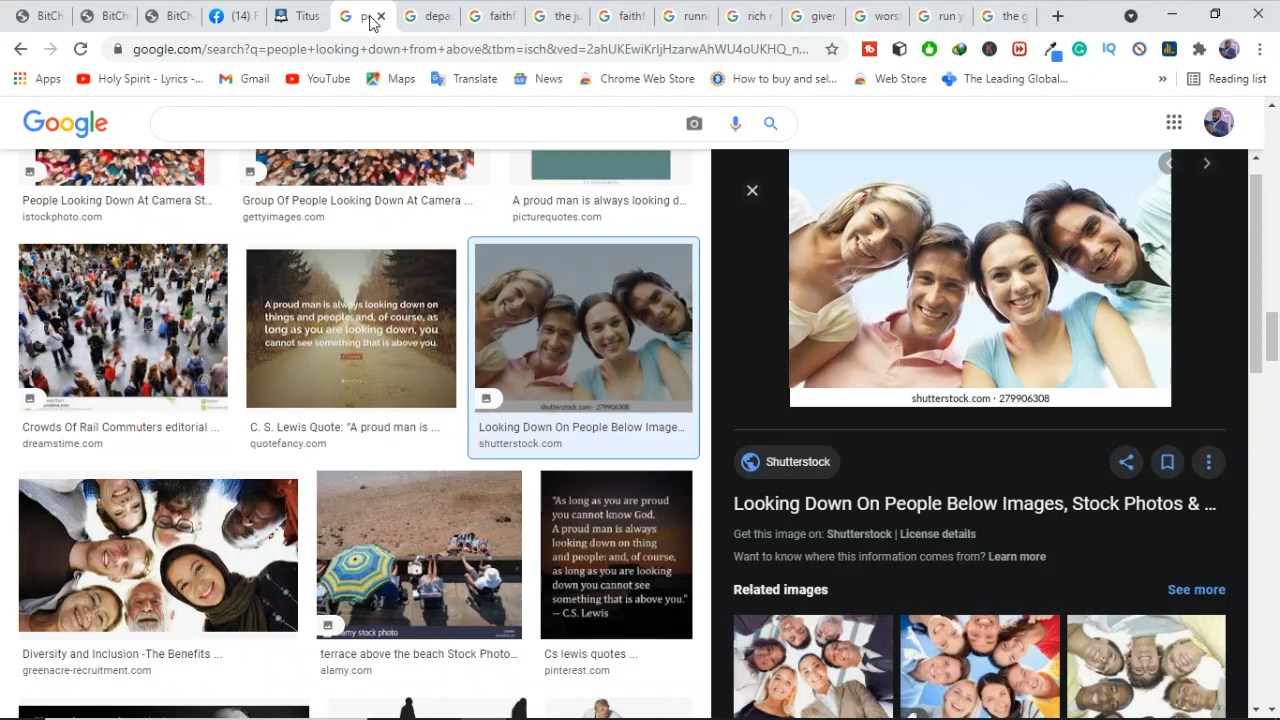 BitCh
BitCh
BitCh
(14) F
Titus
p
depa
faithf
the ju
faithf
runni
rich r
given
worsl
run y
the g
google.com/search?q=people+looking+down+from+above&tbm=isch&ved=2ahUKEwiKrIjHzarwAhWU4oUKHQ_n...
Apps
Holy Spirit - Lyrics -...
Gmail
YouTube
Maps
Translate
News
Chrome Web Store
How to buy and sel...
Web Store
The Leading Global...
»
Reading list
Google
People Looking Down At Camera St...
istockphoto.com
Group Of People Looking Down At Camera ...
gettyimages.com
A proud man is always looking d...
picturequotes.com
A proud man is always looking down on
things and people; and, of course, as
long as you are looking down, you
cannot see something that is above you.
shutterstock.com · 279906308
Crowds Of Rail Commuters editorial ...
dreamstime.com
C. S. Lewis Quote: “A proud man is ...
quotefancy.com
Looking Down On People Below Image...
shutterstock.com
alamy stock photo
"As long as you are proud
you cannot know God.
A proud man is always
looking down on thing
and people: and, of course,
as long as you are looking
down you cannot see
something that is above you."
— C.S. Lewis
Diversity and Inclusion -The Benefits ...
greenacre-recruitment.com
terrace above the beach Stock Photo...
alamy.com
Cs lewis quotes ...
pinterest.com
shutterstock.com · 279906308
Shutterstock
Looking Down On People Below Images, Stock Photos & ...
Get this image on: Shutterstock | License details
Want to know where this information comes from? Learn more
Related images
See more